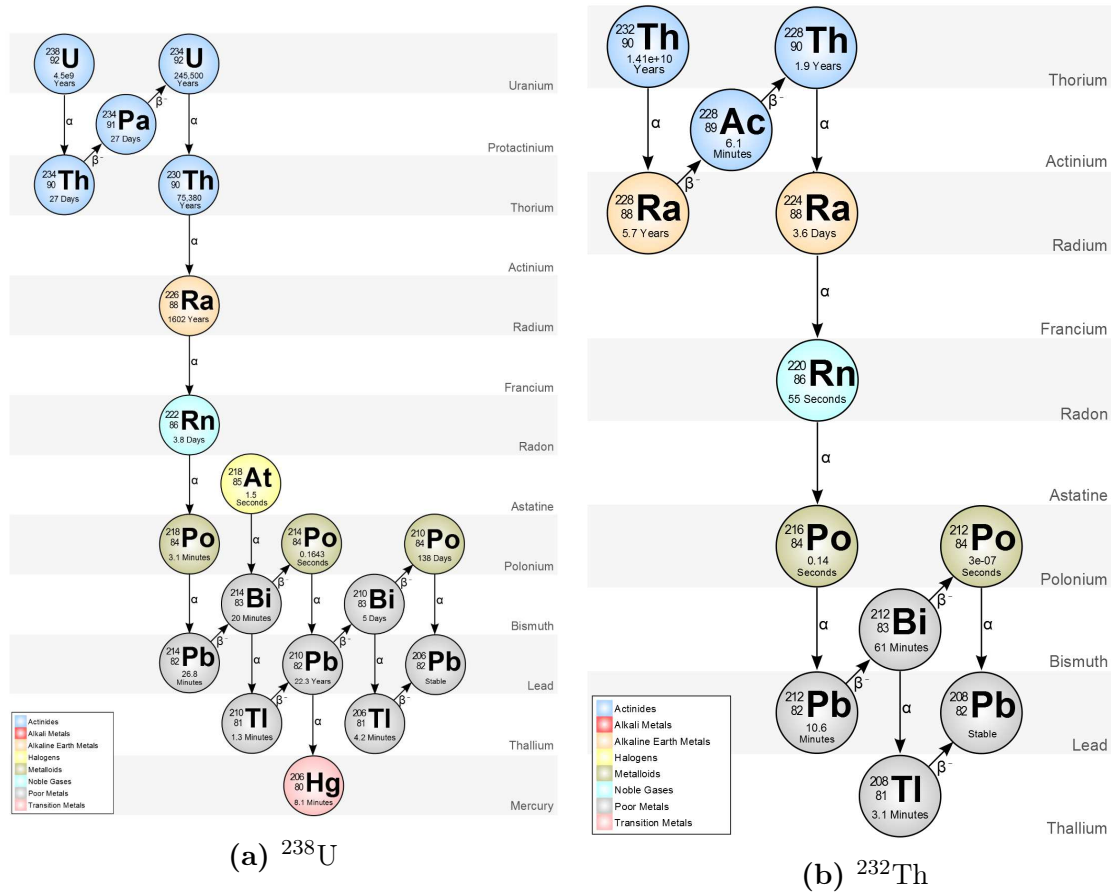 238
92 U
4.5e9
Years
234
92 U
245,500
Years
Uranium
α
β⁻
234
91 Pa
27 Days
β⁻
α
Protactinium
234
90 Th
27 Days
230
90 Th
75,380
Years
Thorium
α
Actinium
226
88 Ra
1602 Years
Radium
α
Francium
222
86 Rn
3.8 Days
Radon
α
218
85 At
1.5
Seconds
Astatine
218
84 Po
3.1 Minutes
α
214
84 Po
0.1643
Seconds
210
84 Po
138 Days
Polonium
α
β⁻
214
83 Bi
20 Minutes
β⁻
α
210
83 Bi
5 Days
β⁻
α
Bismuth
214
82 Pb
26.8
Minutes
α
210
82 Pb
22.3 Years
α
206
82 Pb
Stable
Lead
210
81 Tl
1.3 Minutes
β⁻
α
206
81 Tl
4.2 Minutes
β⁻
Thallium
206
80 Hg
8.1 Minutes
Mercury
Actinides
Alkali Metals
Alkaline Earth Metals
Halogens
Metalloids
Noble Gases
Poor Metals
Transition Metals
(a) ²³⁸U
232
90 Th
1.41e+10
Years
228
90 Th
1.9 Years
Thorium
α
β⁻
228
89 Ac
6.1
Minutes
β⁻
α
Actinium
228
88 Ra
5.7 Years
224
88 Ra
3.6 Days
Radium
α
Francium
220
86 Rn
55 Seconds
Radon
α
Astatine
216
84 Po
0.14
Seconds
212
84 Po
3e-07
Seconds
Polonium
α
β⁻
212
83 Bi
61 Minutes
β⁻
α
Bismuth
212
82 Pb
10.6
Minutes
α
208
82 Pb
Stable
Lead
208
81 Tl
3.1 Minutes
β⁻
Thallium
Actinides
Alkali Metals
Alkaline Earth Metals
Halogens
Metalloids
Noble Gases
Poor Metals
Transition Metals
(b) ²³²Th